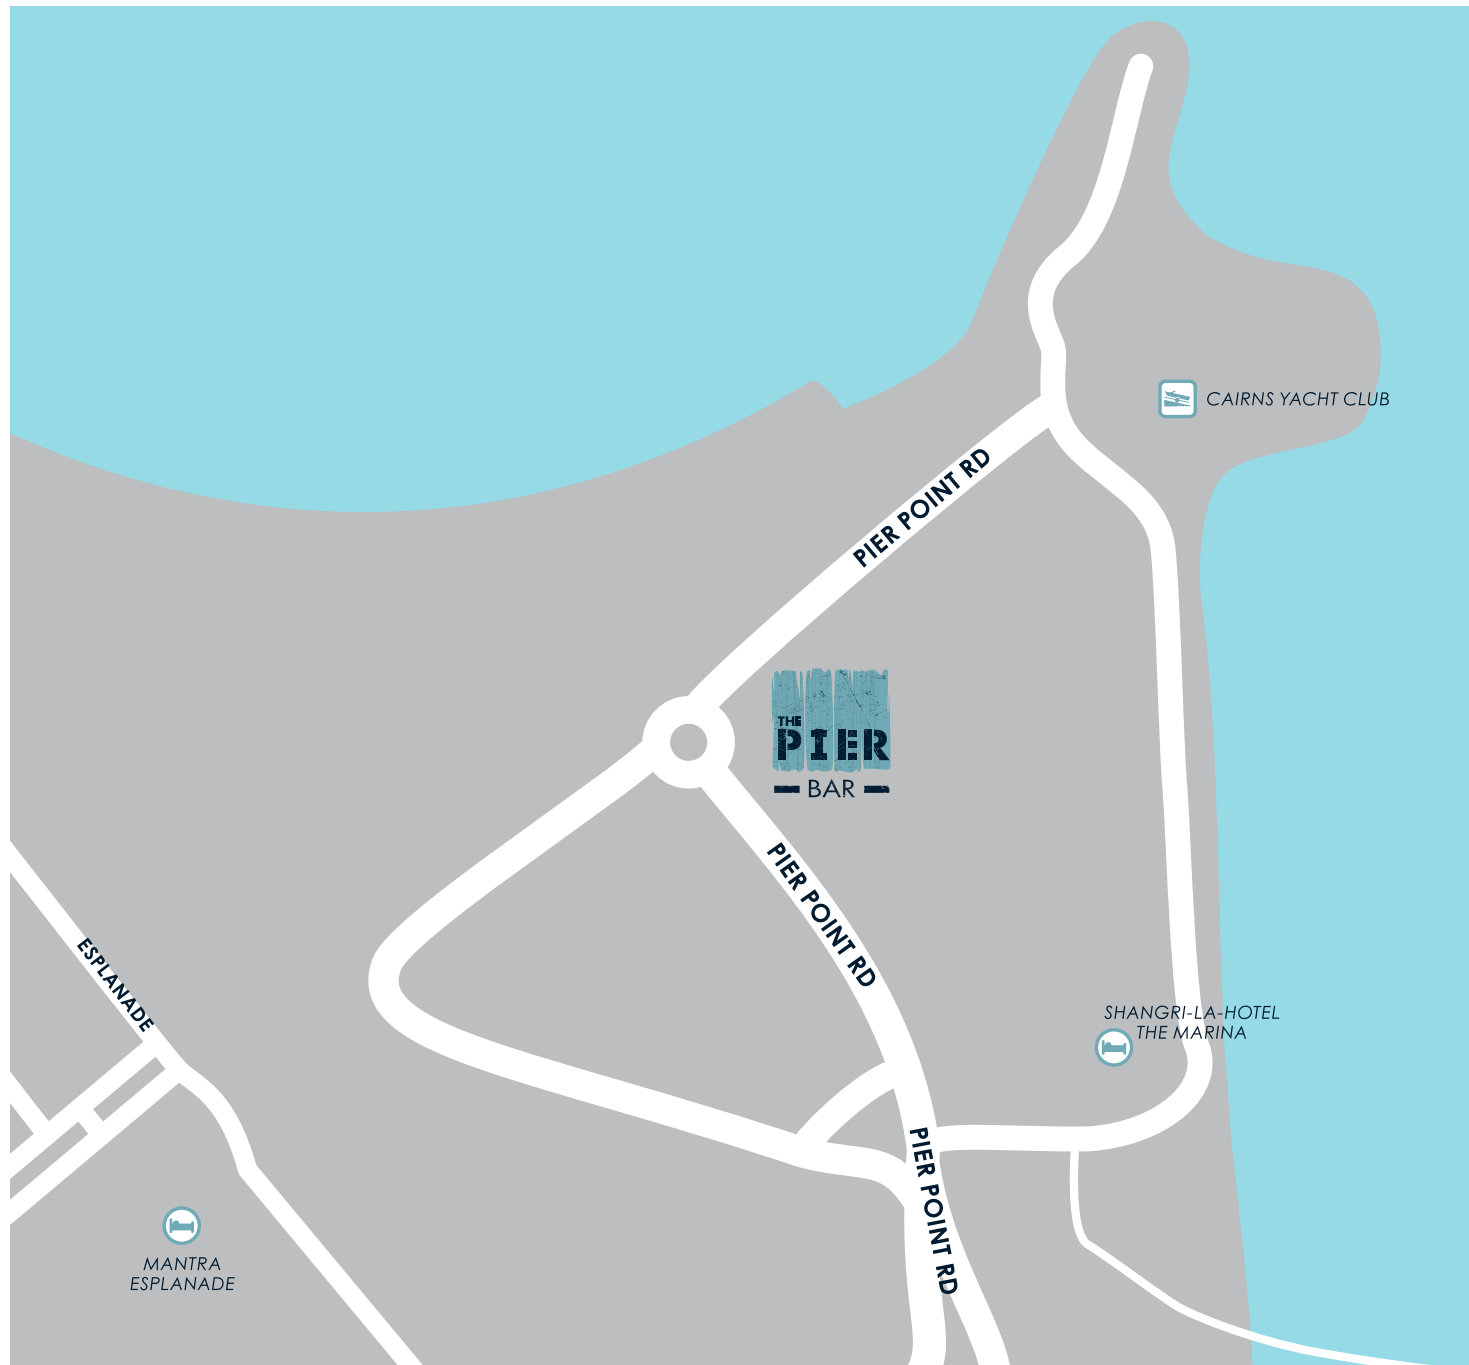 CAIRNS YACHT CLUB
PIER POINT RD
THE
PIER
BAR
PIER POINT RD
ESPLANADE
SHANGRI-LA-HOTEL
THE MARINA
PIER POINT RD
MANTRA
ESPLANADE